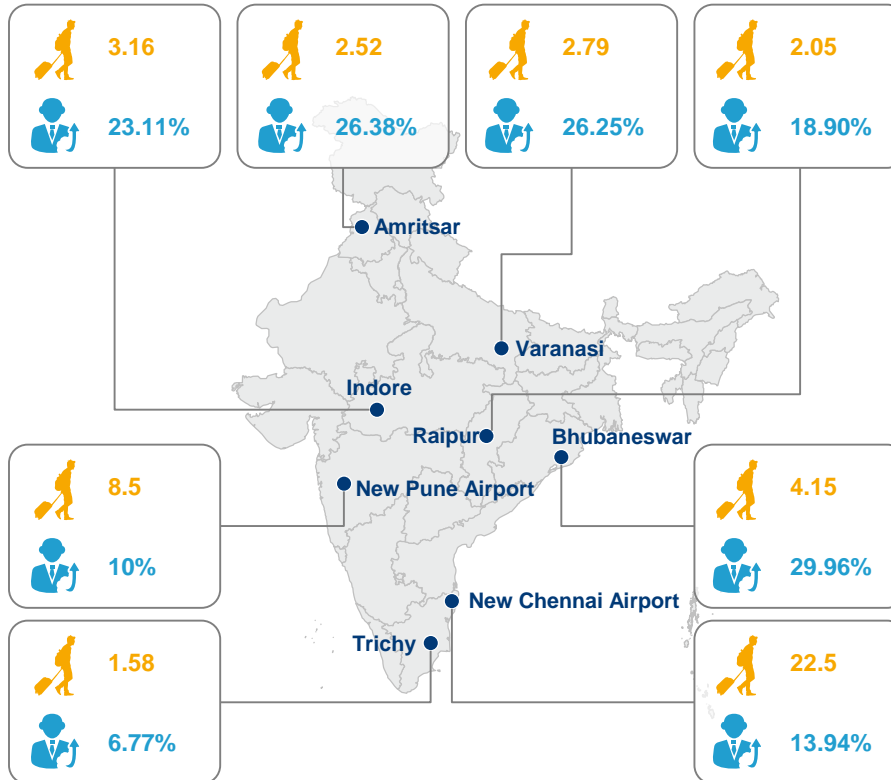 3.16
23.11%
2.52
26.38%
2.79
26.25%
2.05
18.90%
Amritsar
Varanasi
Indore
Raipur
Bhubaneswar
8.5
10%
New Pune Airport
4.15
29.96%
New Chennai Airport
Trichy
1.58
6.77%
22.5
13.94%